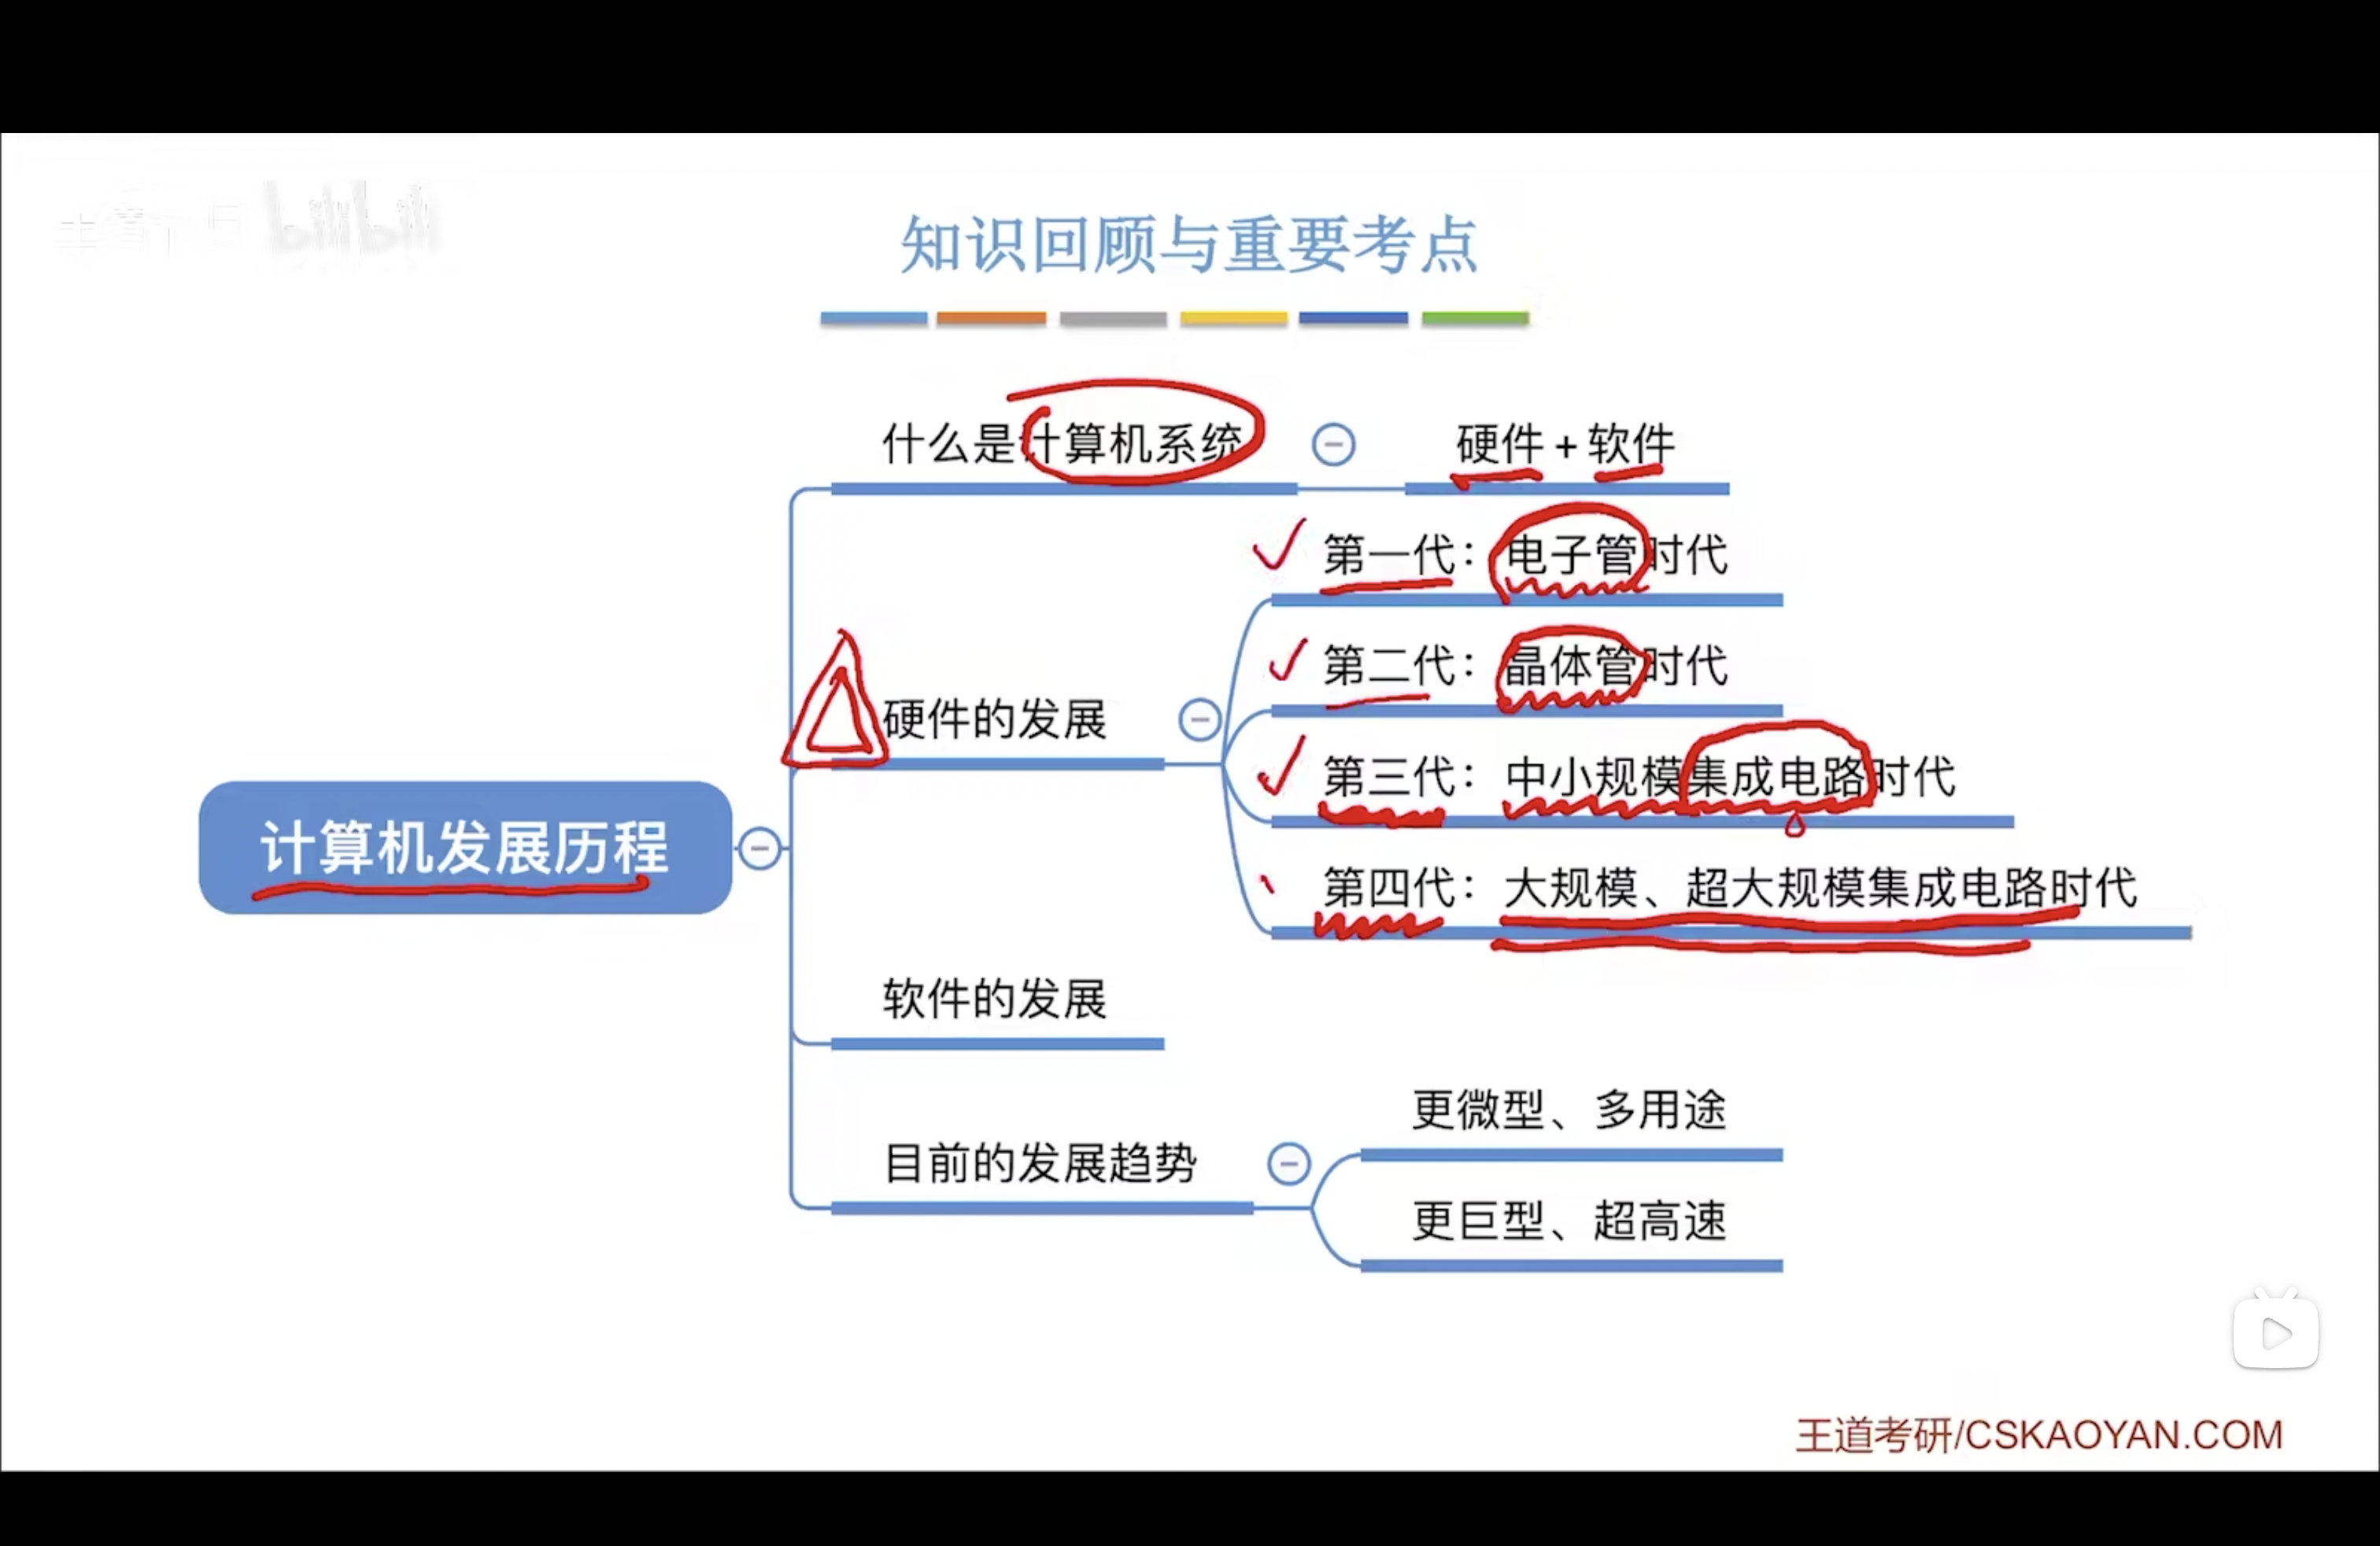 bilibili
知识回顾与重要考点
什么是计算机系统
硬件+软件
第一代：电子管时代
第二代：晶体管时代
硬件的发展
第三代：中小规模集成电路时代
计算机发展历程
第四代：大规模、超大规模集成电路时代
软件的发展
更微型、多用途
目前的发展趋势
更巨型、超高速
王道考研/CSKAOYAN.COM